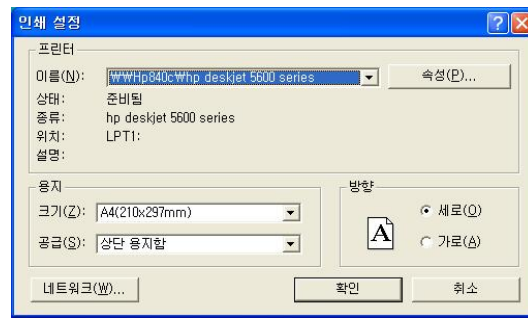 인쇄 설정
프린터
이름(N): ₩₩Hp840c₩hp deskjet 5600 series 속성(P)...
상태: 준비됨
종류: hp deskjet 5600 series
위치: LPT1:
설명:
용지 방향
크기(Z): A4(210x297mm) 세로(O)
A
공급(S): 상단 용지함 가로(A)
네트워크(W)... 확인 취소